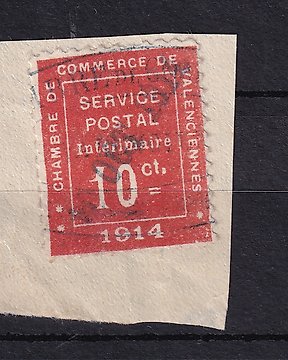 CHAMBRE DE COMMERCE DE VALENCIENNES
SERVICE
POSTAL
Intérimaire
10 ct.
1914